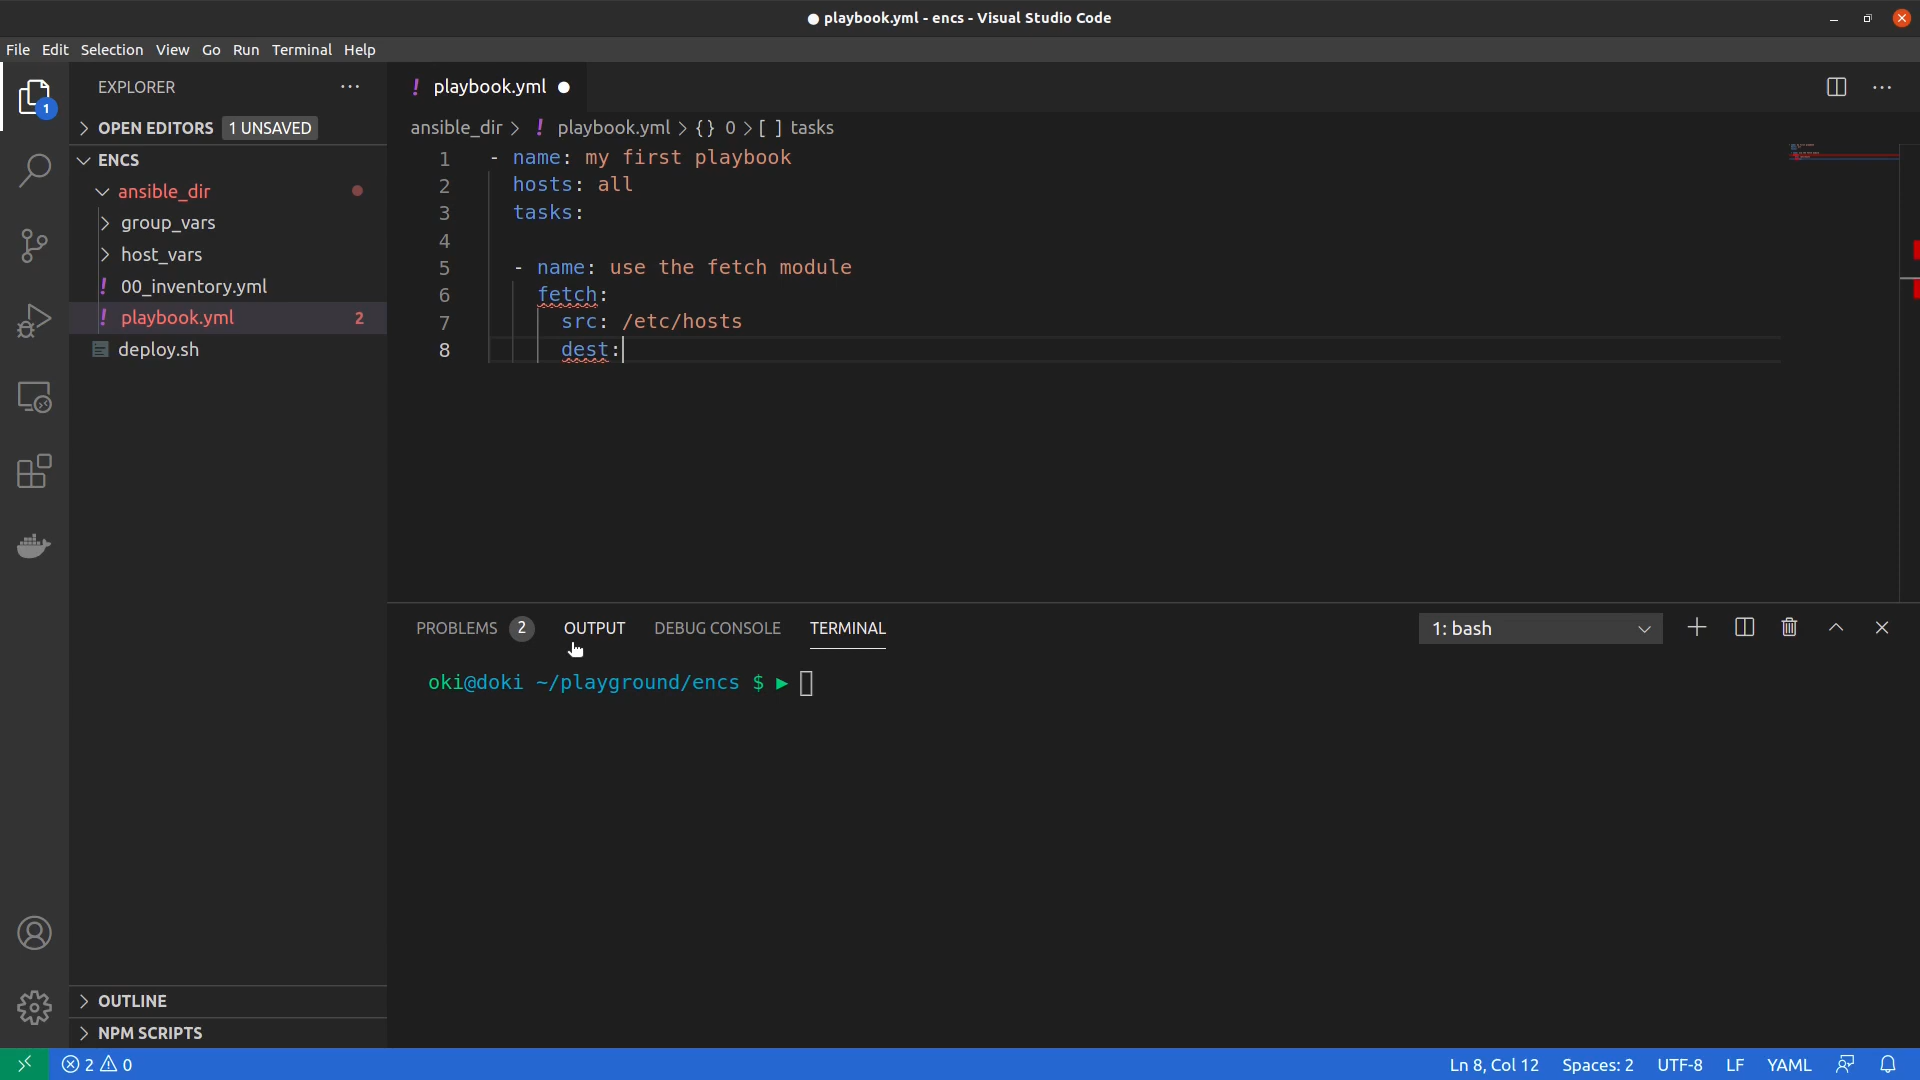 ● playbook.yml - encs - Visual Studio Code
File Edit Selection View Go Run Terminal Help
EXPLORER
OPEN EDITORS 1 UNSAVED
ENCS
ansible_dir
group_vars
host_vars
! 00_inventory.yml
! playbook.yml 2
deploy.sh
OUTLINE
NPM SCRIPTS
1
! playbook.yml ●
ansible_dir > ! playbook.yml > {} 0 > [ ] tasks
1 - name: my first playbook
2 hosts: all
3 tasks:
4
5 - name: use the fetch module
6 fetch:
7 src: /etc/hosts
8 dest:
PROBLEMS 2 OUTPUT DEBUG CONSOLE TERMINAL 1: bash
oki@doki ~/playground/encs $ ▶
2 0 Ln 8, Col 12 Spaces: 2 UTF-8 LF YAML